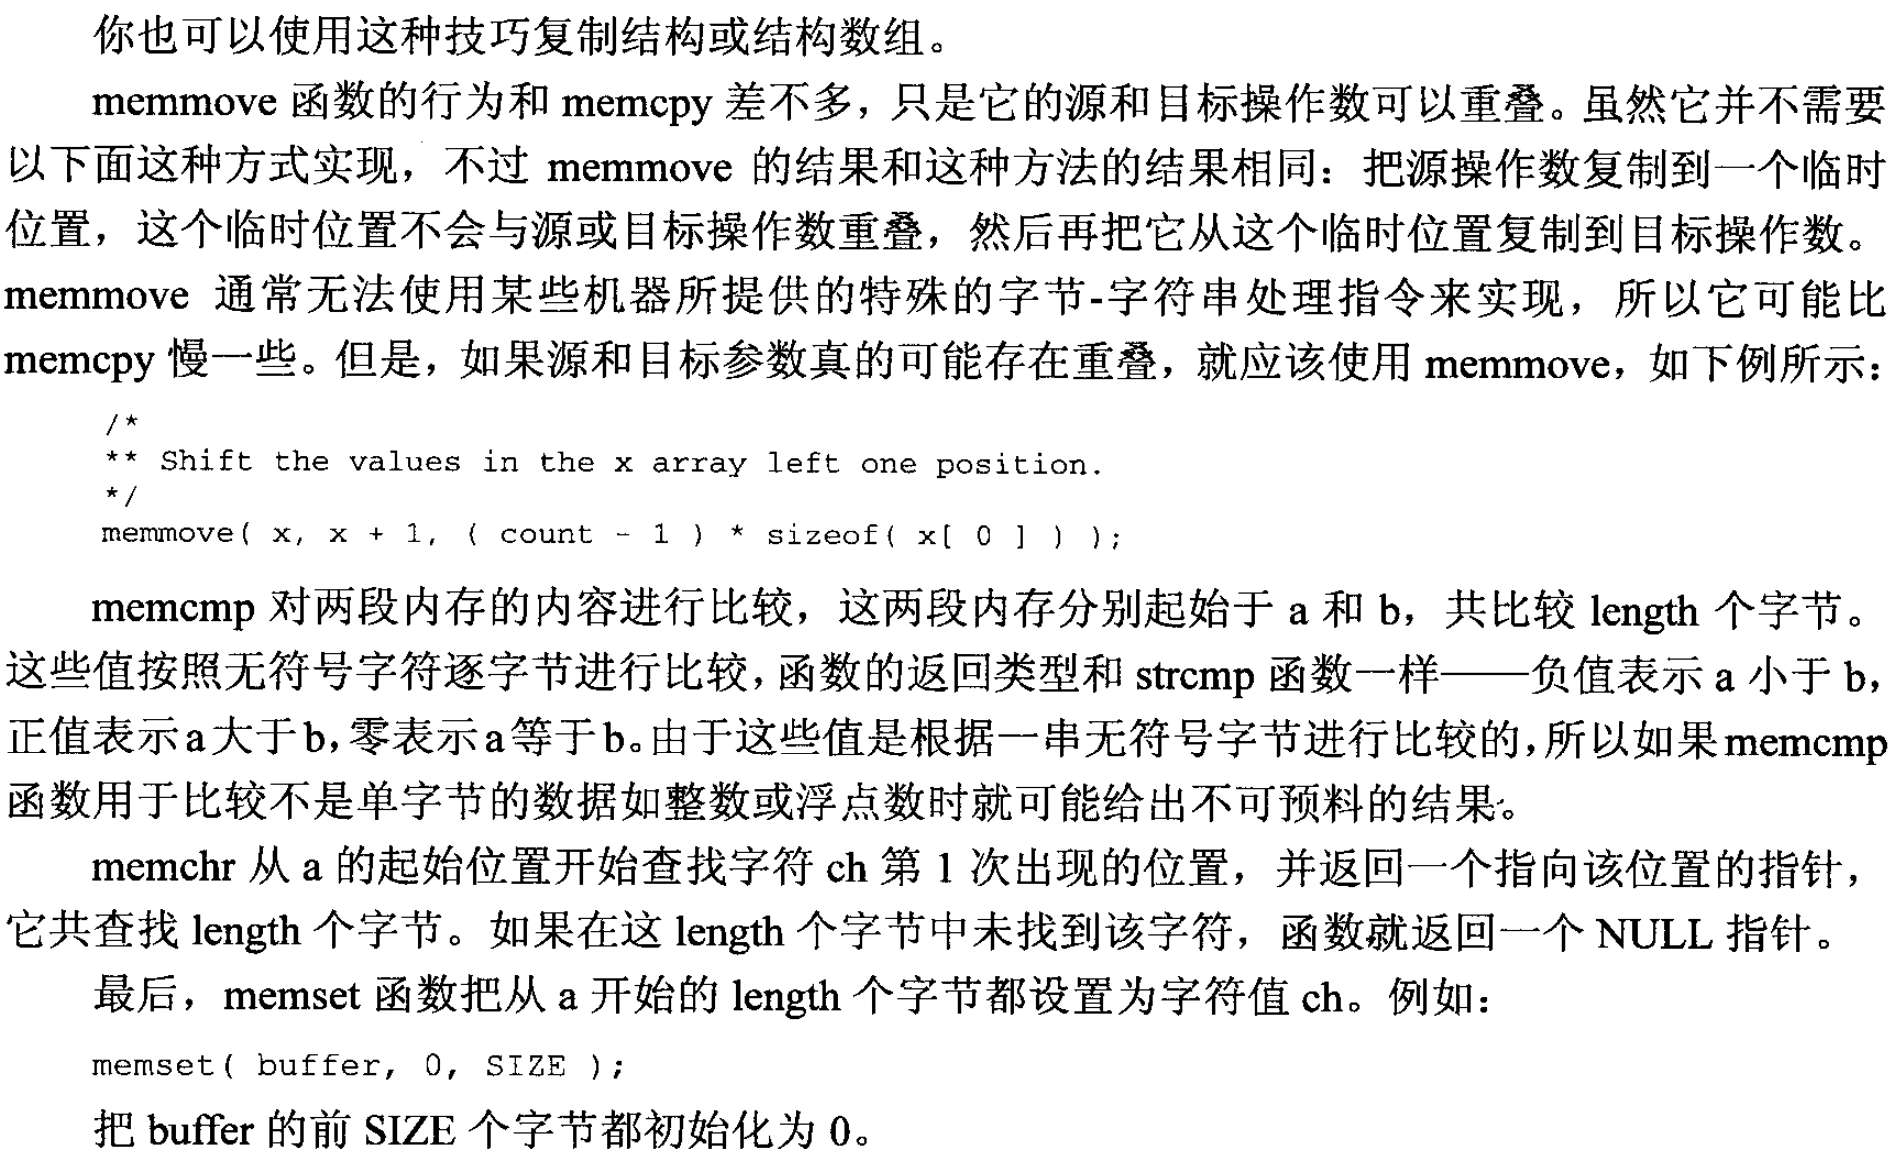 你也可以使用这种技巧复制结构或结构数组。
memmove 函数的行为和 memcpy 差不多，只是它的源和目标操作数可以重叠。虽然它并不需要
以下面这种方式实现，不过 memmove 的结果和这种方法的结果相同：把源操作数复制到一个临时
位置，这个临时位置不会与源或目标操作数重叠，然后再把它从这个临时位置复制到目标操作数。
memmove 通常无法使用某些机器所提供的特殊的字节-字符串处理指令来实现，所以它可能比
memcpy 慢一些。但是，如果源和目标参数真的可能存在重叠，就应该使用 memmove，如下例所示：
/*
** Shift the values in the x array left one position.
*/
memmove( x, x + 1, ( count - 1 ) * sizeof( x[ 0 ] ) );
memcmp 对两段内存的内容进行比较，这两段内存分别起始于 a 和 b，共比较 length 个字节。
这些值按照无符号字符逐字节进行比较，函数的返回类型和 strcmp 函数一样——负值表示 a 小于 b，
正值表示 a 大于 b，零表示 a 等于 b。由于这些值是根据一串无符号字节进行比较的，所以如果 memcmp
函数用于比较不是单字节的数据如整数或浮点数时就可能给出不可预料的结果。
memchr 从 a 的起始位置开始查找字符 ch 第 1 次出现的位置，并返回一个指向该位置的指针，
它共查找 length 个字节。如果在这 length 个字节中未找到该字符，函数就返回一个 NULL 指针。
最后，memset 函数把从 a 开始的 length 个字节都设置为字符值 ch。例如：
memset( buffer, 0, SIZE );
把 buffer 的前 SIZE 个字节都初始化为 0。